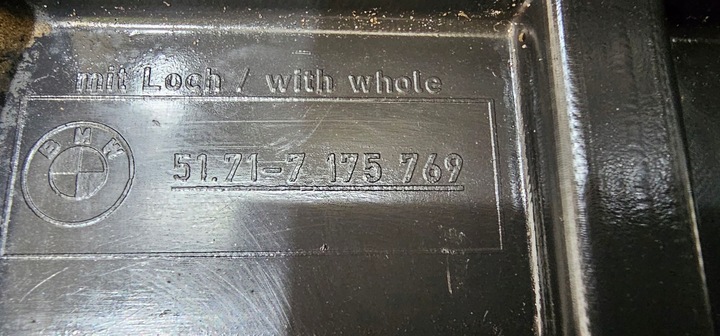 mit Loch / with whole
BMW
51.71-7 175 769